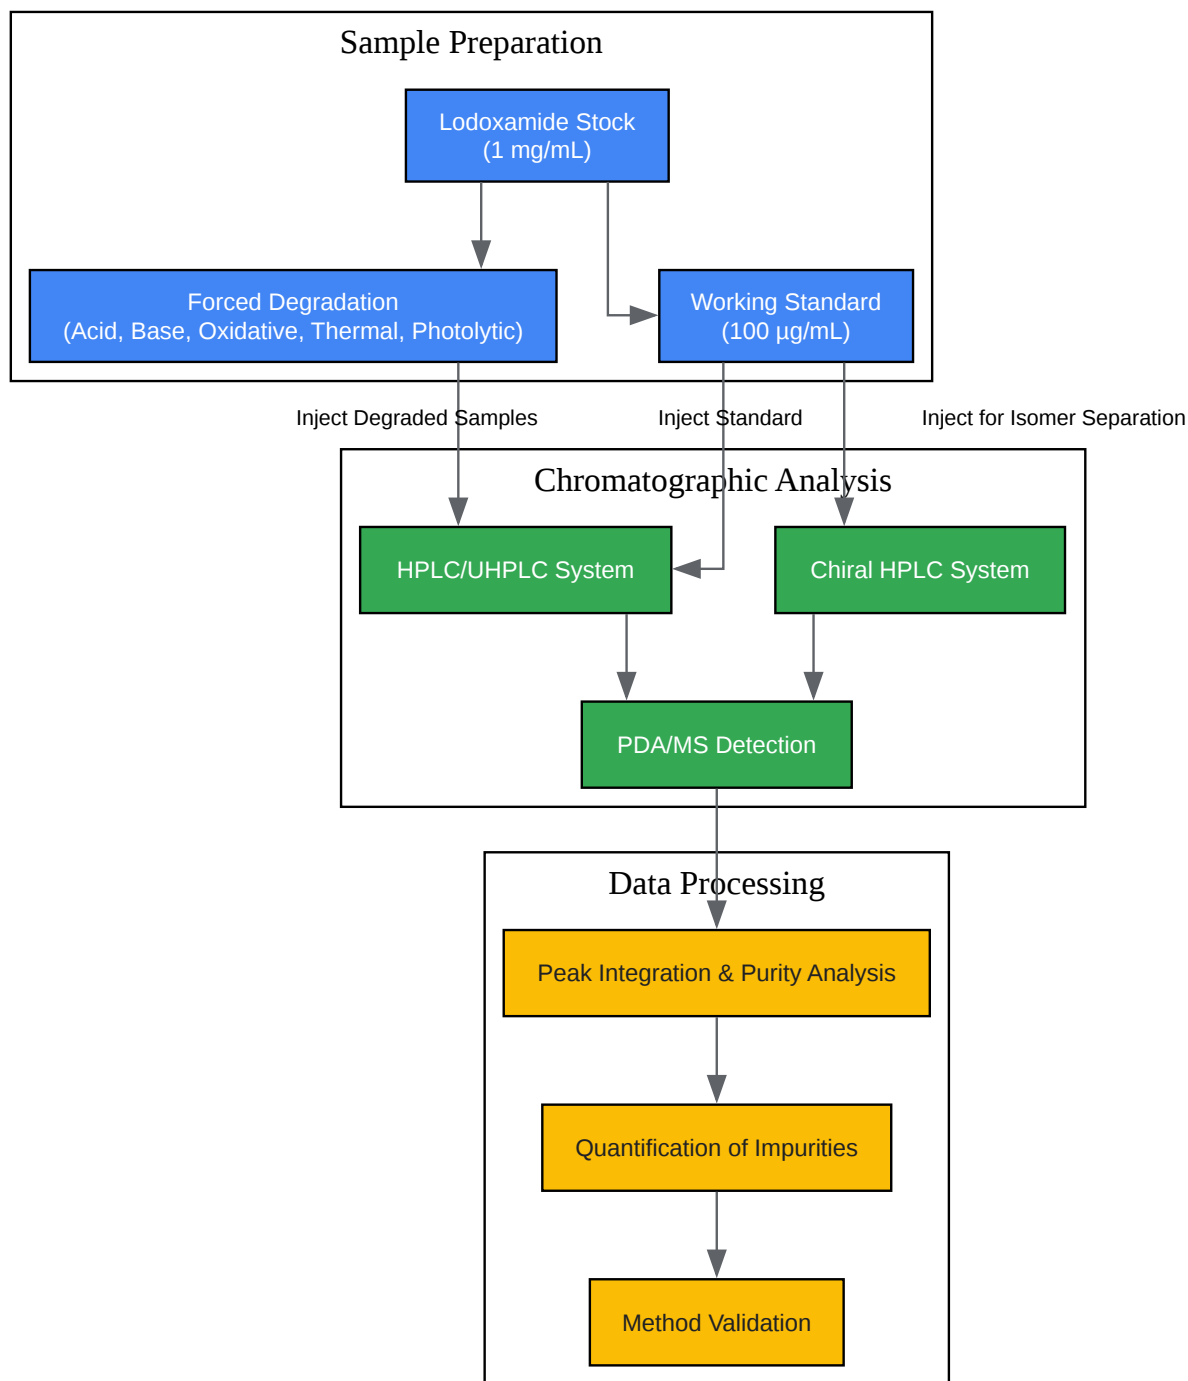 Sample Preparation
Lodoxamide Stock
(1 mg/mL)
Forced Degradation
(Acid, Base, Oxidative, Thermal, Photolytic)
Working Standard
(100 µg/mL)
Inject Degraded Samples
Inject Standard
Inject for Isomer Separation
Chromatographic Analysis
HPLC/UHPLC System
Chiral HPLC System
PDA/MS Detection
Data Processing
Peak Integration & Purity Analysis
Quantification of Impurities
Method Validation